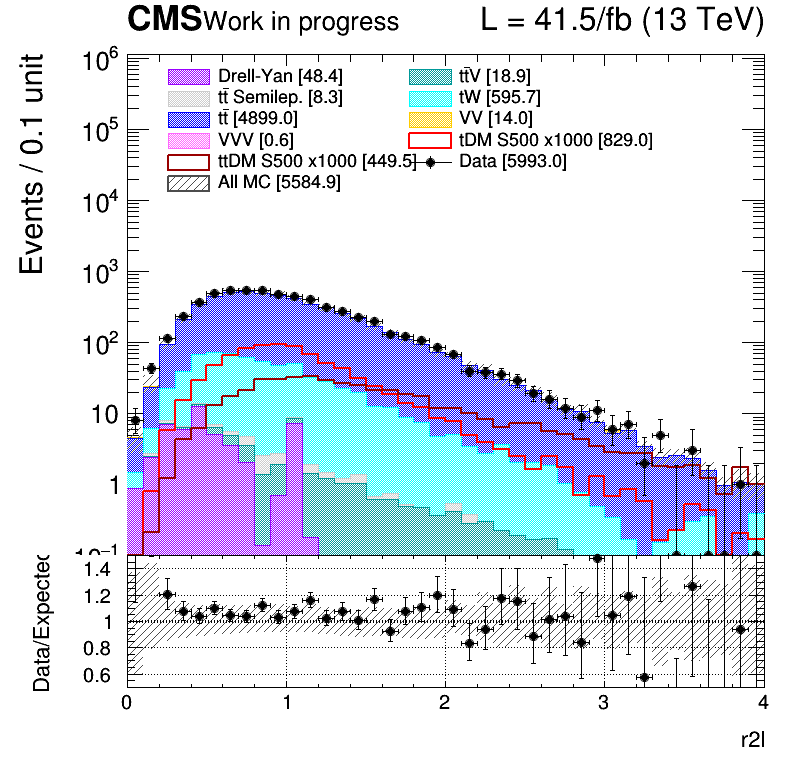 CMS Work in progress L = 41.5/fb (13 TeV)
Events / 0.1 unit
10⁶
10⁵
10⁴
10³
10²
10
1
10⁻¹
Drell-Yan [48.4]
tt̄V [18.9]
tt̄ Semilep. [8.3]
tW [595.7]
tt̄ [4899.0]
VV [14.0]
VVV [0.6]
tDM S500 x1000 [829.0]
ttDM S500 x1000 [449.5]
Data [5993.0]
All MC [5584.9]
Data/Expected
1.4
1.2
1
0.8
0.6
0 1 2 3 4
r2l